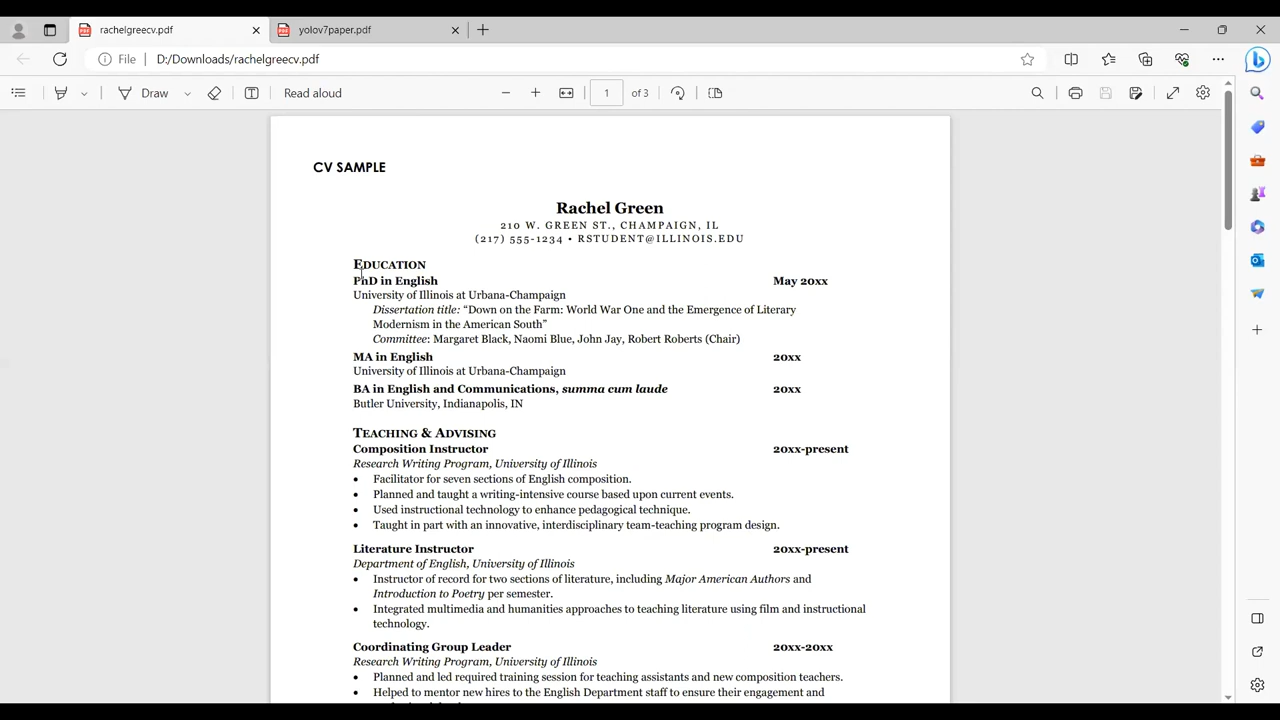 rachelgreecv.pdf
yolov7paper.pdf
File D:/Downloads/rachelgreecv.pdf
Draw Read aloud 1 of 3
CV SAMPLE
Rachel Green
210 W. GREEN ST., CHAMPAIGN, IL
(217) 555-1234 • RSTUDENT@ILLINOIS.EDU
EDUCATION
PhD in English May 20xx
University of Illinois at Urbana-Champaign
Dissertation title: “Down on the Farm: World War One and the Emergence of Literary
Modernism in the American South”
Committee: Margaret Black, Naomi Blue, John Jay, Robert Roberts (Chair)
MA in English 20xx
University of Illinois at Urbana-Champaign
BA in English and Communications, summa cum laude 20xx
Butler University, Indianapolis, IN
TEACHING & ADVISING
Composition Instructor 20xx-present
Research Writing Program, University of Illinois
• Facilitator for seven sections of English composition.
• Planned and taught a writing-intensive course based upon current events.
• Used instructional technology to enhance pedagogical technique.
• Taught in part with an innovative, interdisciplinary team-teaching program design.
Literature Instructor 20xx-present
Department of English, University of Illinois
• Instructor of record for two sections of literature, including Major American Authors and
Introduction to Poetry per semester.
• Integrated multimedia and humanities approaches to teaching literature using film and instructional
technology.
Coordinating Group Leader 20xx-20xx
Research Writing Program, University of Illinois
• Planned and led required training session for teaching assistants and new composition teachers.
• Helped to mentor new hires to the English Department staff to ensure their engagement and